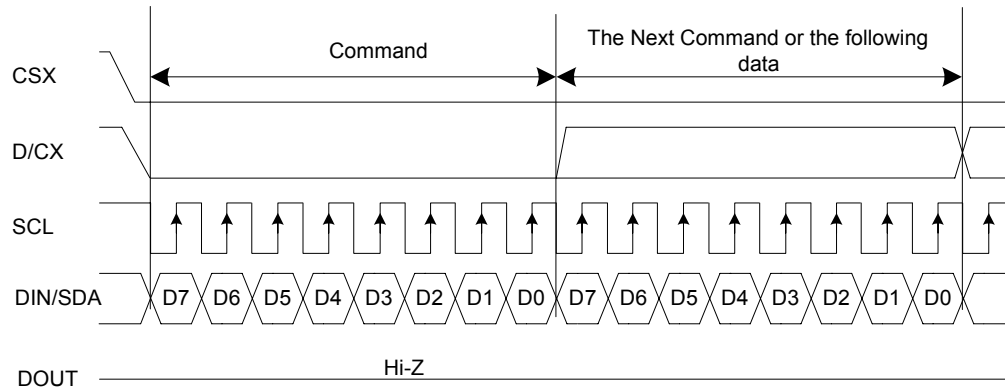 Command
The Next Command or the following
data
CSX
D/CX
SCL
DIN/SDA D7 D6 D5 D4 D3 D2 D1 D0 D7 D6 D5 D4 D3 D2 D1 D0
Hi-Z
DOUT